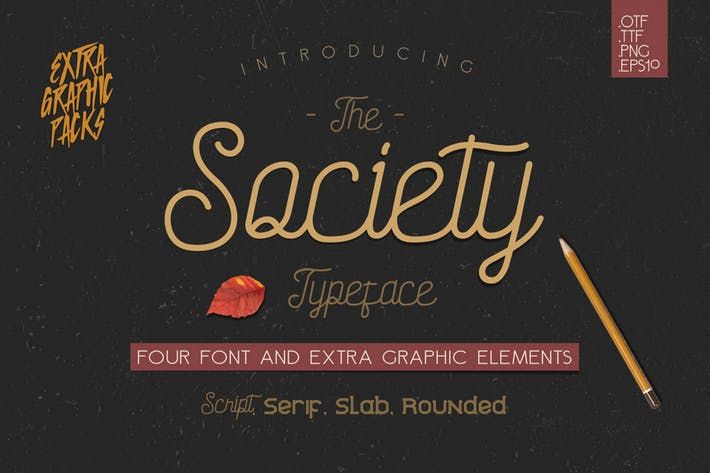 EXTRA
GRAPHIC
PACKS
.OTF
.TTF
.PNG
.EPS10
INTRODUCING
- The -
Society
Typeface
FOUR FONT AND EXTRA GRAPHIC ELEMENTS
Script, Serif, Slab, Rounded